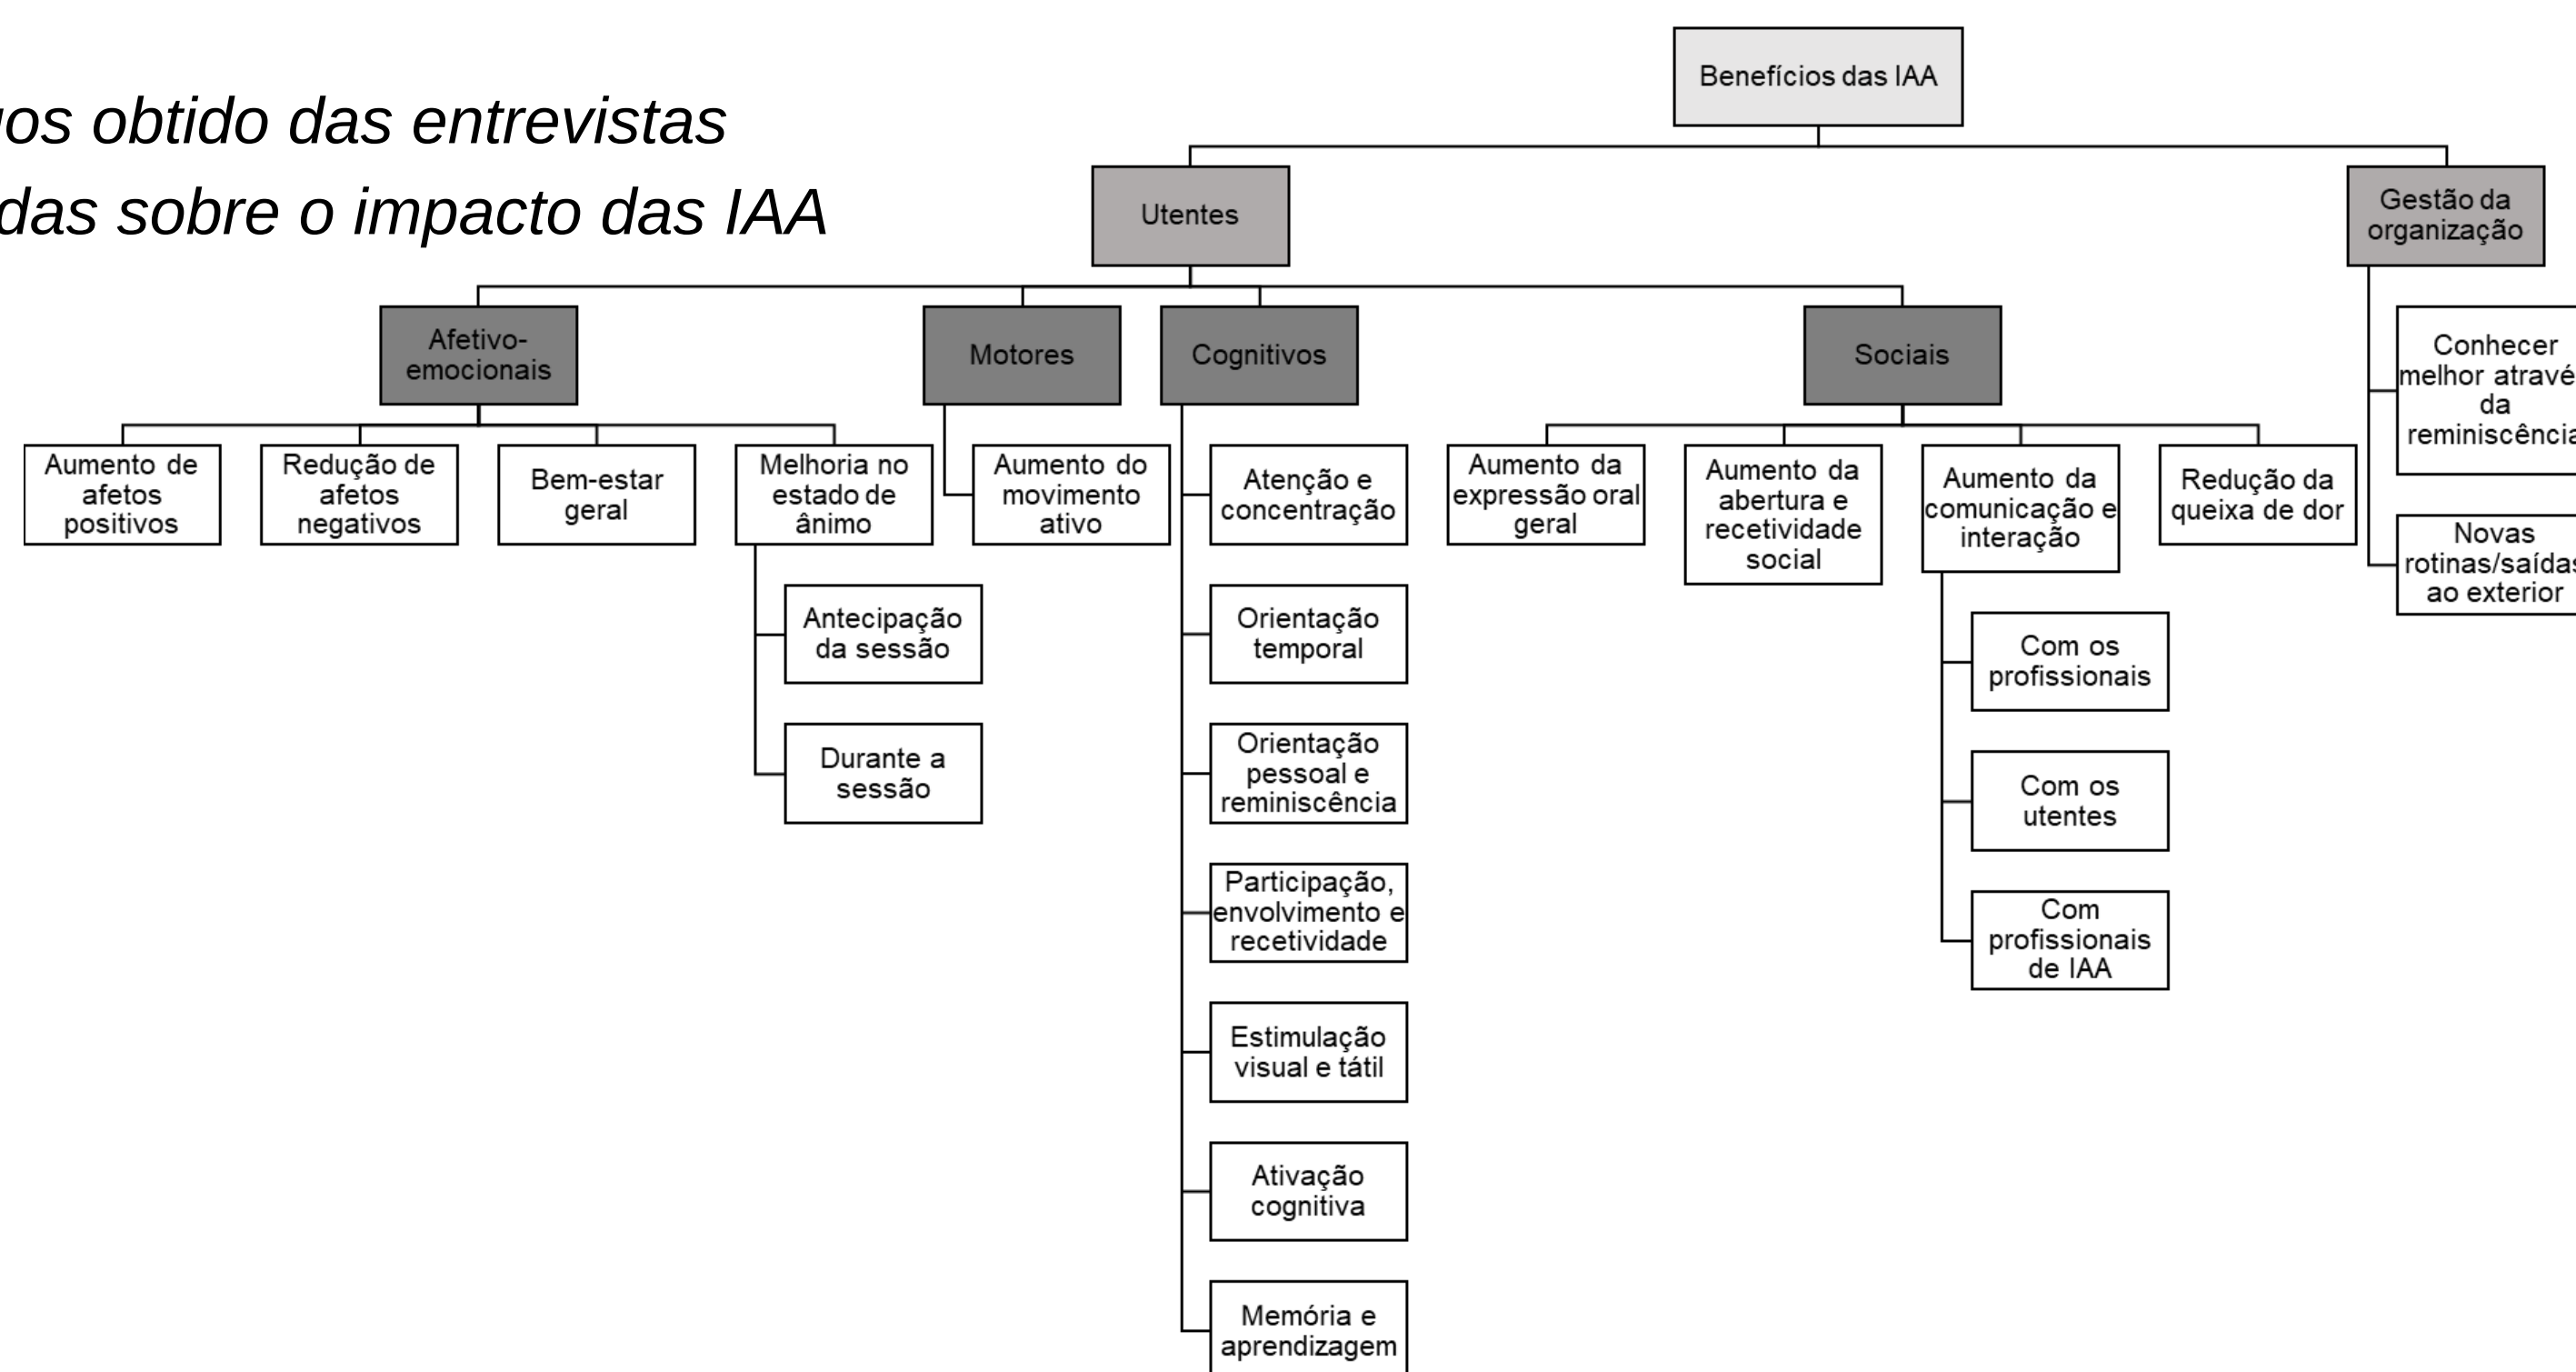 obtido das entrevistas
sobre o impacto das IAA
Benefícios das IAA
Utentes
Gestão da
organização
Afetivo-
emocionais
Motores
Cognitivos
Sociais
Aumento de
afetos
positivos
Redução de
afetos
negativos
Bem-estar
geral
Melhoria no
estado de
ânimo
Antecipação
da sessão
Durante a
sessão
Aumento do
movimento
ativo
Atenção e
concentração
Orientação
temporal
Orientação
pessoal e
reminiscência
Participação,
envolvimento e
recetividade
Estimulação
visual e tátil
Ativação
cognitiva
Memória e
aprendizagem
Aumento da
expressão oral
geral
Aumento da
abertura e
recetividade
social
Aumento da
comunicação e
interação
Com os
profissionais
Com os
utentes
Com
profissionais
de IAA
Redução da
queixa de dor
Conhecer
melhor
da
reminiscência
Novas
rotinas/saídas
ao exterior